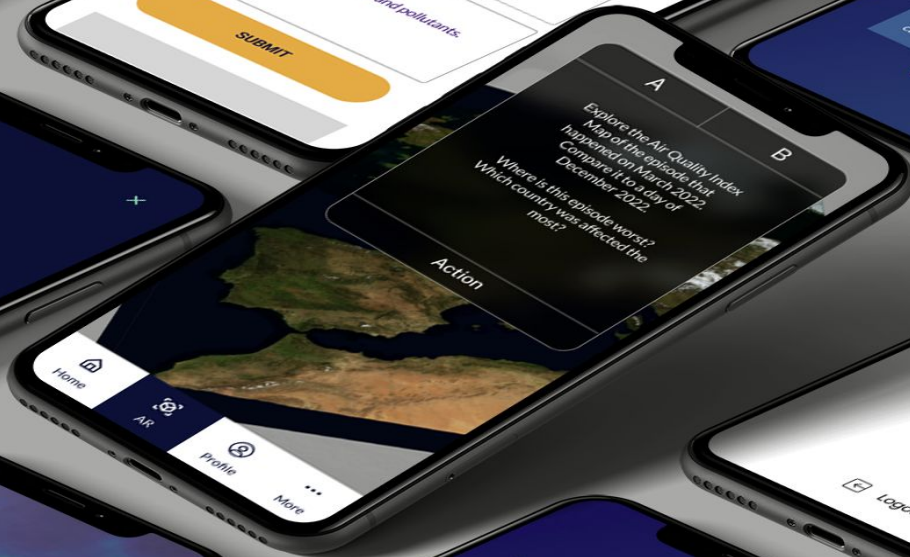 and pollutants.
SUBMIT
A
B
Explore the Air Quality Index
Map of the episode that
happened on March 2022.
Compare it to a day of
December 2022.
Where is this episode worst?
Which country was affected the
most?
Action
Home
AR
Profile
More